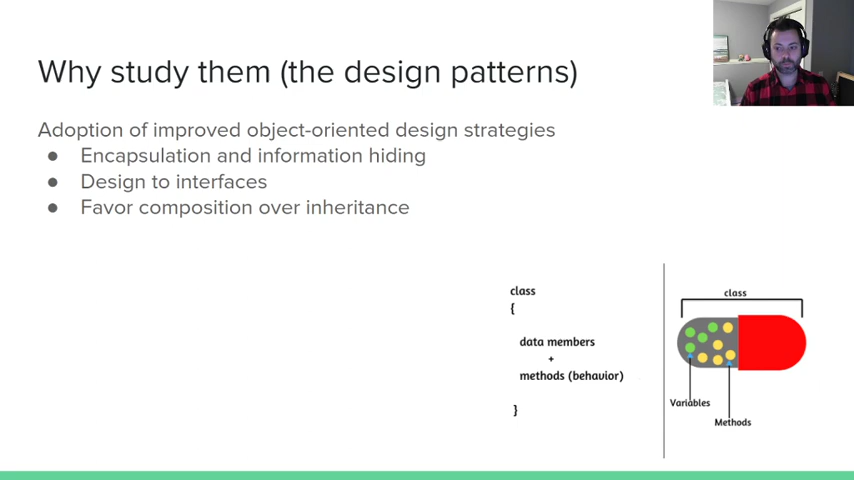 Why study them (the design patterns)
Adoption of improved object-oriented design strategies
● Encapsulation and information hiding
● Design to interfaces
● Favor composition over inheritance
class
{
data members
+
methods (behavior)
}
class
Variables
Methods